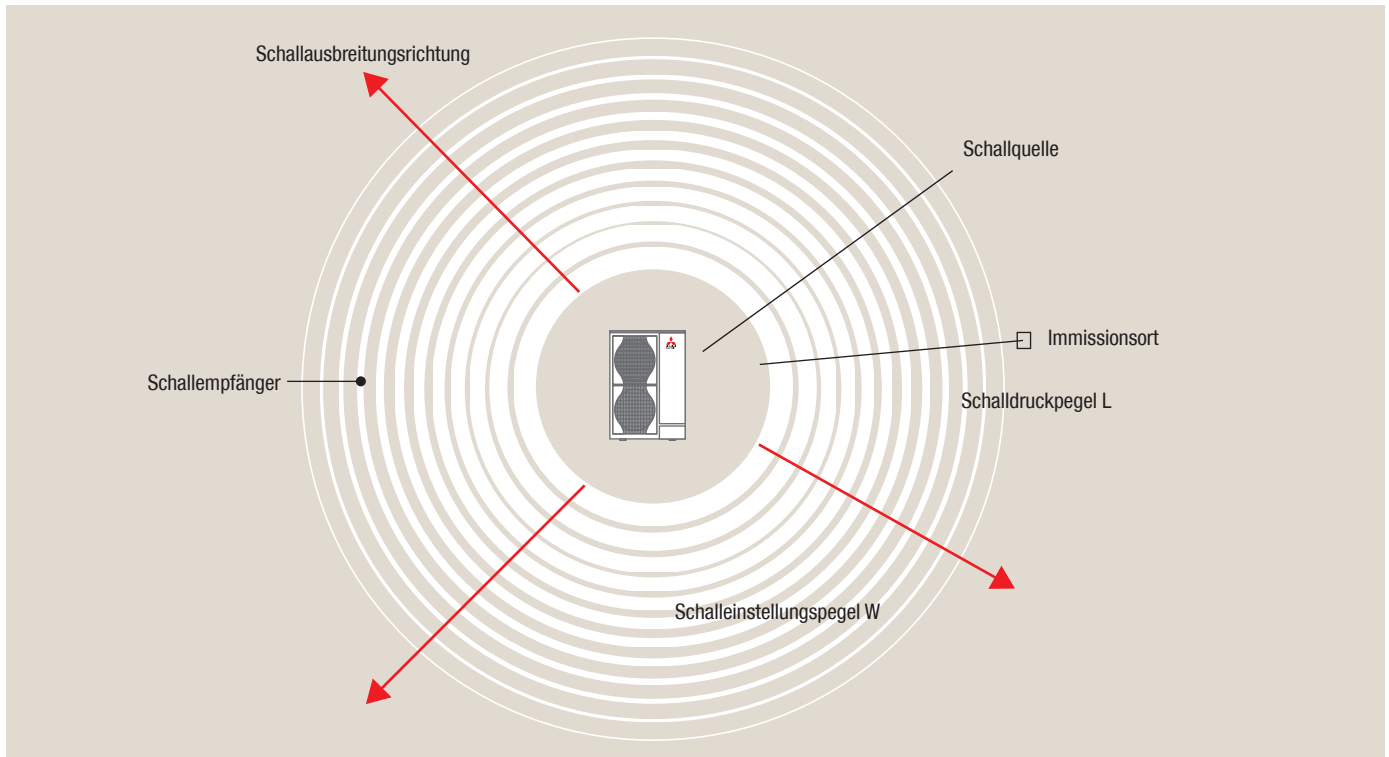 Schallausbreitungsrichtung
Schallquelle
Immissionsort
Schallempfänger
Schalldruckpegel L
Schalleinstellungspegel W